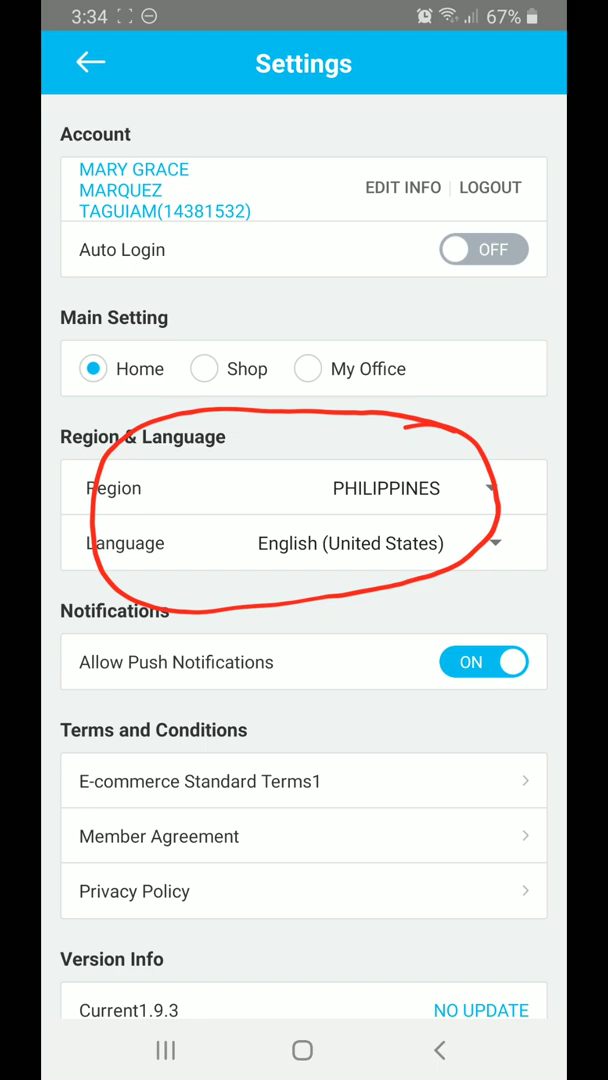 3:34 67%
Settings
Account
MARY GRACE
MARQUEZ
TAGUIAM(14381532)
EDIT INFO LOGOUT
Auto Login OFF
Main Setting
Home Shop My Office
Region & Language
Region PHILIPPINES
Language English (United States)
Notifications
Allow Push Notifications ON
Terms and Conditions
E-commerce Standard Terms1
Member Agreement
Privacy Policy
Version Info
Current1.9.3 NO UPDATE